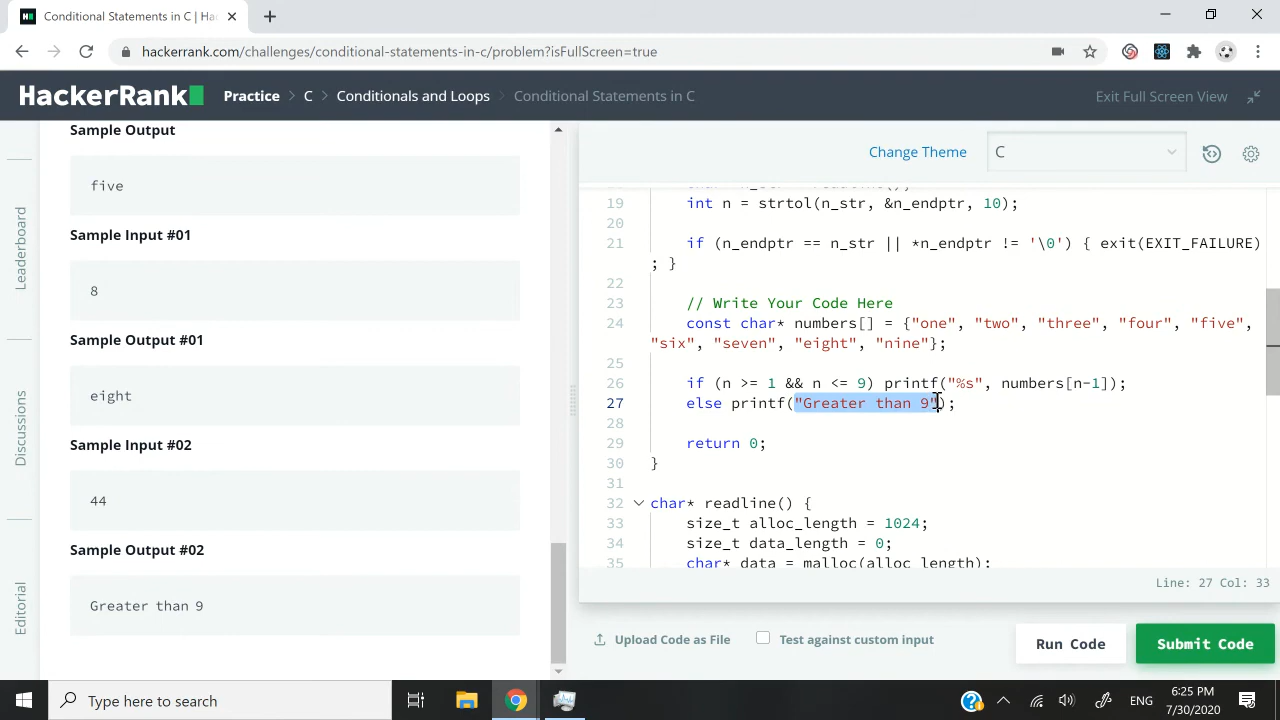 Conditional Statements in C | Ha
hackerrank.com/challenges/conditional-statements-in-c/problem?isFullScreen=true
HackerRank
Practice > C > Conditionals and Loops > Conditional Statements in C
Exit Full Screen View
Leaderboard
Discussions
Editorial
Sample Output
five
Sample Input #01
8
Sample Output #01
eight
Sample Input #02
44
Sample Output #02
Greater than 9
Change Theme
C
19 int n = strtol(n_str, &n_endptr, 10);
20
21 if (n_endptr == n_str || *n_endptr != '\0') { exit(EXIT_FAILURE)
; }
22
23 // Write Your Code Here
24 const char* numbers[] = {"one", "two", "three", "four", "five",
"six", "seven", "eight", "nine"};
25
26 if (n >= 1 && n <= 9) printf("%s", numbers[n-1]);
27 else printf("Greater than 9");
28
29 return 0;
30 }
31
32 char* readline() {
33 size_t alloc_length = 1024;
34 size_t data_length = 0;
35 char* data = malloc(alloc_length);
Line: 27 Col: 33
Upload Code as File
Test against custom input
Run Code
Submit Code
Type here to search
ENG
6:25 PM
7/30/2020